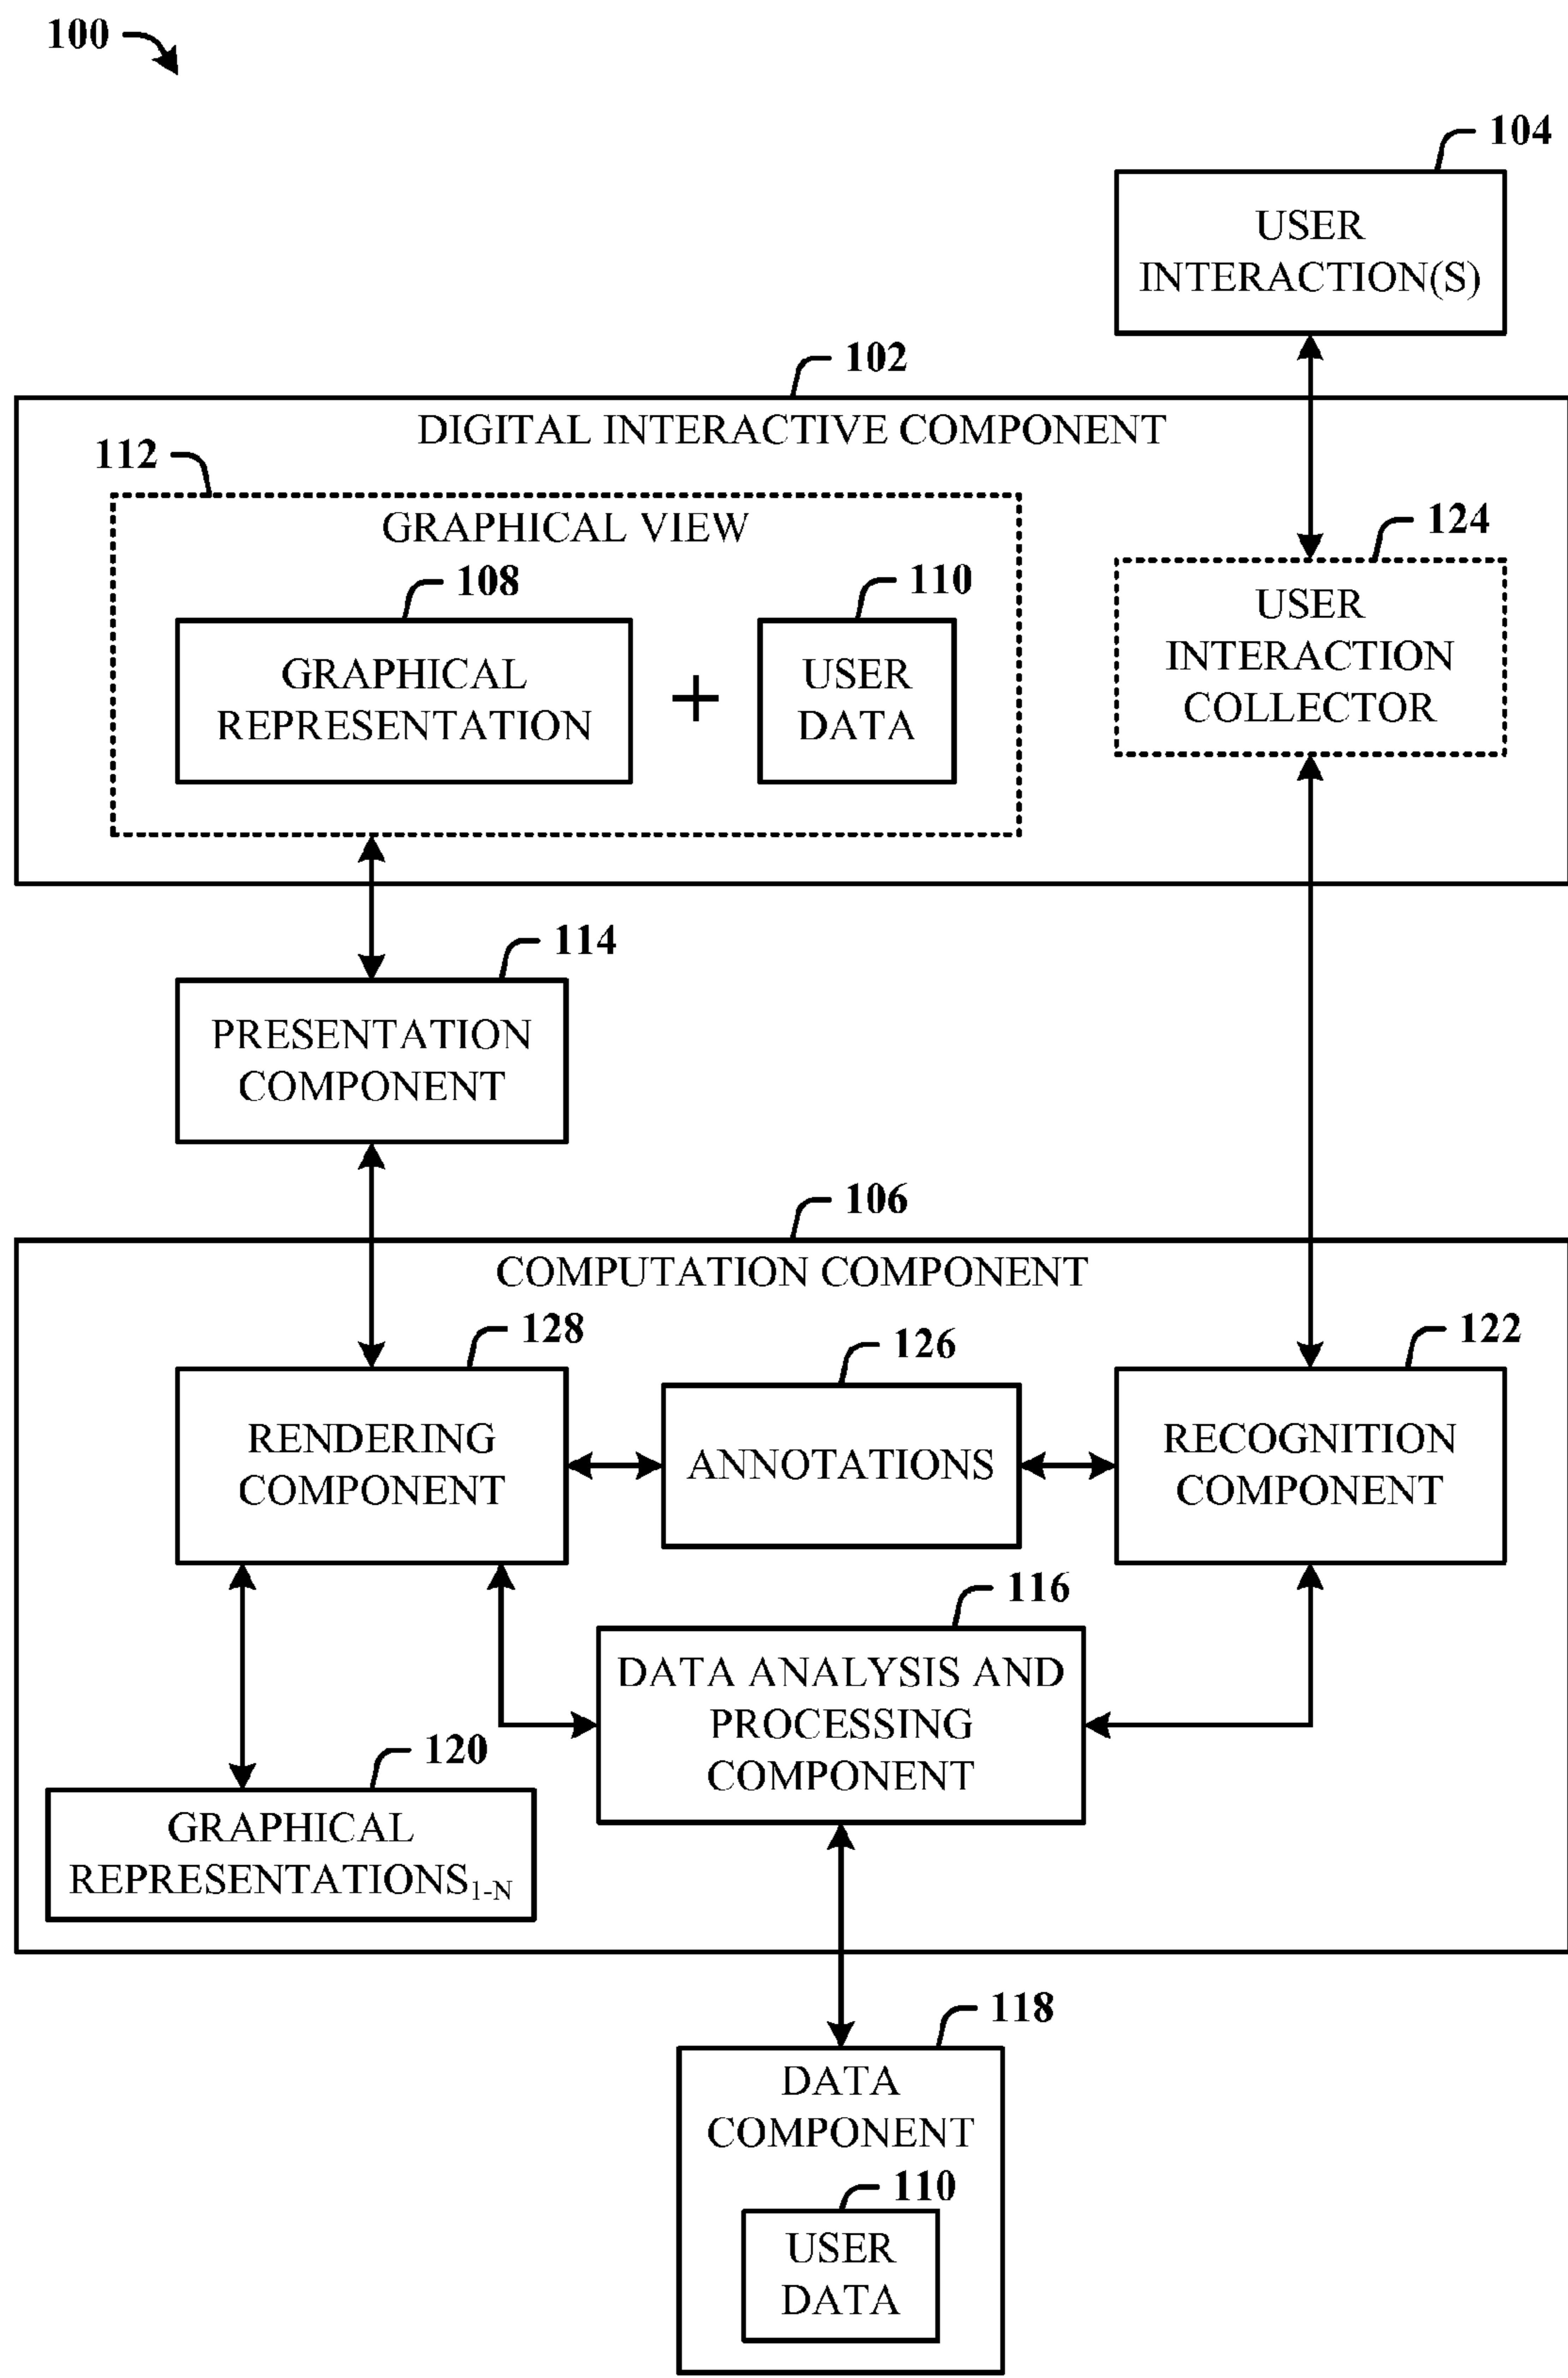 100
104
USER
INTERACTION(S)
102
DIGITAL INTERACTIVE COMPONENT
112
GRAPHICAL VIEW
108
GRAPHICAL
REPRESENTATION
+
110
USER
DATA
124
USER
INTERACTION
COLLECTOR
114
PRESENTATION
COMPONENT
106
COMPUTATION COMPONENT
128
RENDERING
COMPONENT
126
ANNOTATIONS
122
RECOGNITION
COMPONENT
116
DATA ANALYSIS AND
PROCESSING
COMPONENT
120
GRAPHICAL
REPRESENTATIONS1-N
118
DATA
COMPONENT
110
USER
DATA